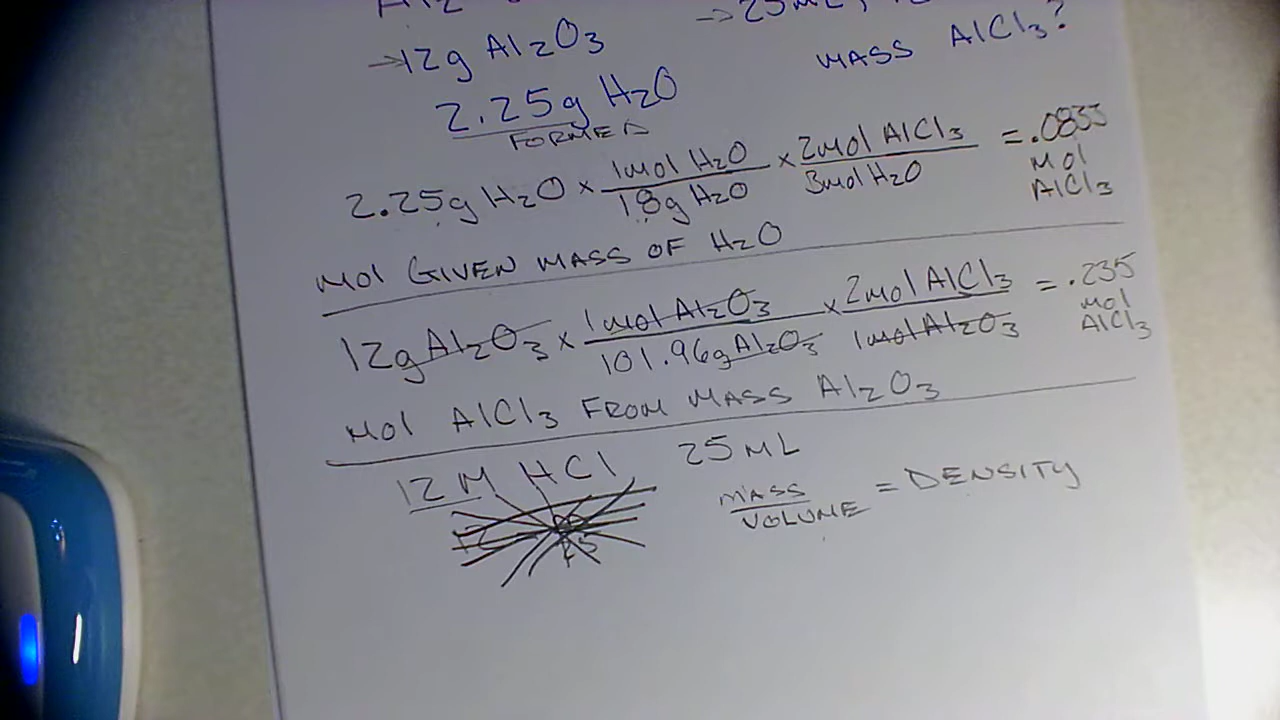 →12g Al2O3
MASS AlCl3?
2.25g H2O
FORMED
2.25g H2O × 1mol H2O / 18g H2O × 2mol AlCl3 / 3mol H2O = .0833 mol AlCl3
MOL GIVEN MASS OF H2O
12g Al2O3 × 1mol Al2O3 / 101.96g Al2O3 × 2mol AlCl3 / 1mol Al2O3 = .235 mol AlCl3
MOL AlCl3 FROM MASS Al2O3
12M HCl 25ML
MASS / VOLUME = DENSITY